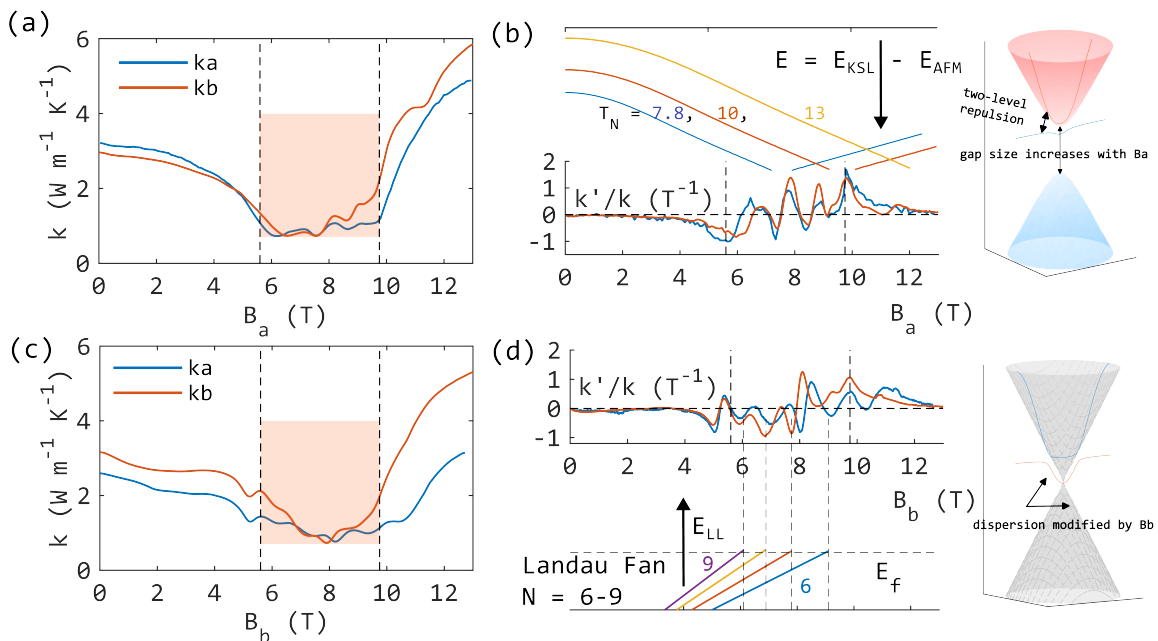 (a)
6
4
2
0
k (W m⁻¹ K⁻¹)
ka
kb
0 2 4 6 8 10 12
Bₐ (T)
(b)
E = E_KSL - E_AFM
T_N = 7.8, 10, 13
k'/k (T⁻¹)
2
1
0
-1
0 2 4 6 8 10 12
Bₐ (T)
two-level
repulsion
gap size increases with Ba
(c)
6
4
2
0
k (W m⁻¹ K⁻¹)
ka
kb
0 2 4 6 8 10 12
B_b (T)
(d)
2
1
0
-1
k'/k (T⁻¹)
0 2 4 6 8 10 12
B_b (T)
E_LL
Landau Fan
N = 6-9
9
6
E_f
dispersion modified by Bb